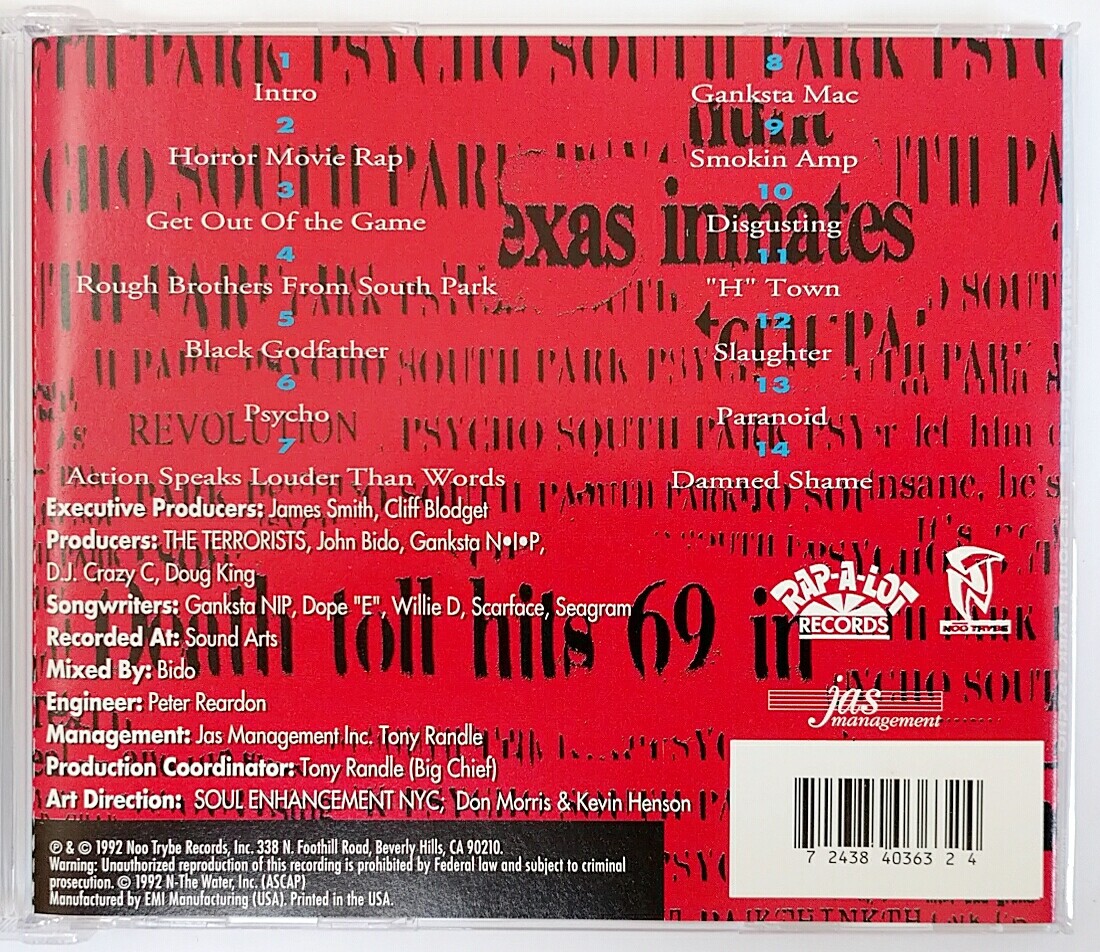 1
Intro
2
Horror Movie Rap
3
Get Out Of the Game
4
Rough Brothers From South Park
5
Black Godfather
6
Psycho
7
Action Speaks Louder Than Words
8
Ganksta Mac
9
Smokin Amp
10
Disgusting
11
"H" Town
12
Slaughter
13
Paranoid
14
Damned Shame
exas inmates
REVOLUTION
PSYCHO SOUTH PARK PSY
r let him
insane, he's
Death toll hits 69 in
Executive Producers: James Smith, Cliff Blodget
Producers: THE TERRORISTS, John Bido, Ganksta N•I•P,
D.J. Crazy C, Doug King
Songwriters: Ganksta NIP, Dope "E", Willie D, Scarface, Seagram
Recorded At: Sound Arts
Mixed By: Bido
Engineer: Peter Reardon
Management: Jas Management Inc. Tony Randle
Production Coordinator: Tony Randle (Big Chief)
Art Direction: SOUL ENHANCEMENT NYC, Don Morris & Kevin Henson
RAP-A-LOT
RECORDS
NOO TRYBE
jas
management
7 2438 40363 2 4
℗ & © 1992 Noo Trybe Records, Inc. 338 N. Foothill Road, Beverly Hills, CA 90210.
Warning: Unauthorized reproduction of this recording is prohibited by Federal law and subject to criminal
prosecution. © 1992 N-The Water, Inc. (ASCAP)
Manufactured by EMI Manufacturing (USA). Printed in the USA.